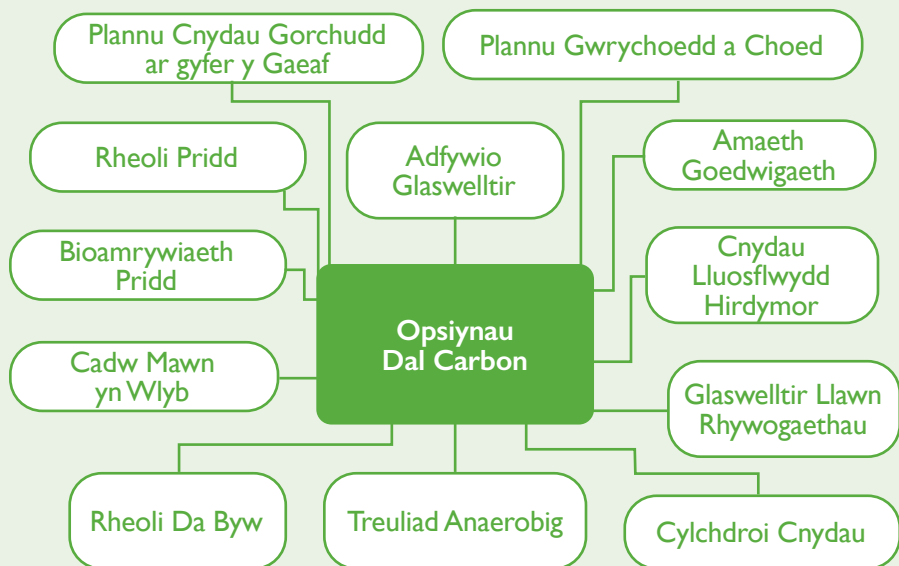 Plannu Cnydau Gorchudd
ar gyfer y Gaeaf
Plannu Gwrychoedd a Choed
Rheoli Pridd
Adfywio
Glaswelltir
Amaeth
Goedwigaeth
Bioamrywiaeth
Pridd
Cnydau
Lluosflwydd
Hirdymor
Opsiynau
Dal Carbon
Cadw Mawn
yn Wlyb
Glaswelltir Llawn
Rhywogaethau
Rheoli Da Byw
Treuliad Anaerobig
Cylchdroi Cnydau